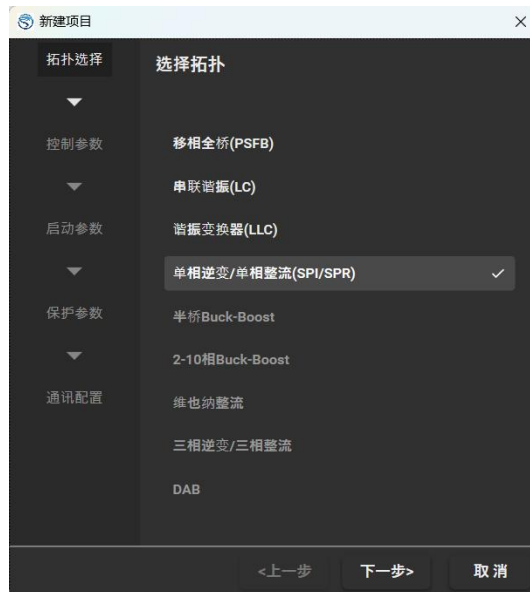 新建项目
拓扑选择
控制参数
启动参数
保护参数
通讯配置
选择拓扑
移相全桥(PSFB)
串联谐振(LC)
谐振变换器(LLC)
单相逆变/单相整流(SPI/SPR)
半桥Buck-Boost
2-10相Buck-Boost
维也纳整流
三相逆变/三相整流
DAB
<上一步
下一步>
取消